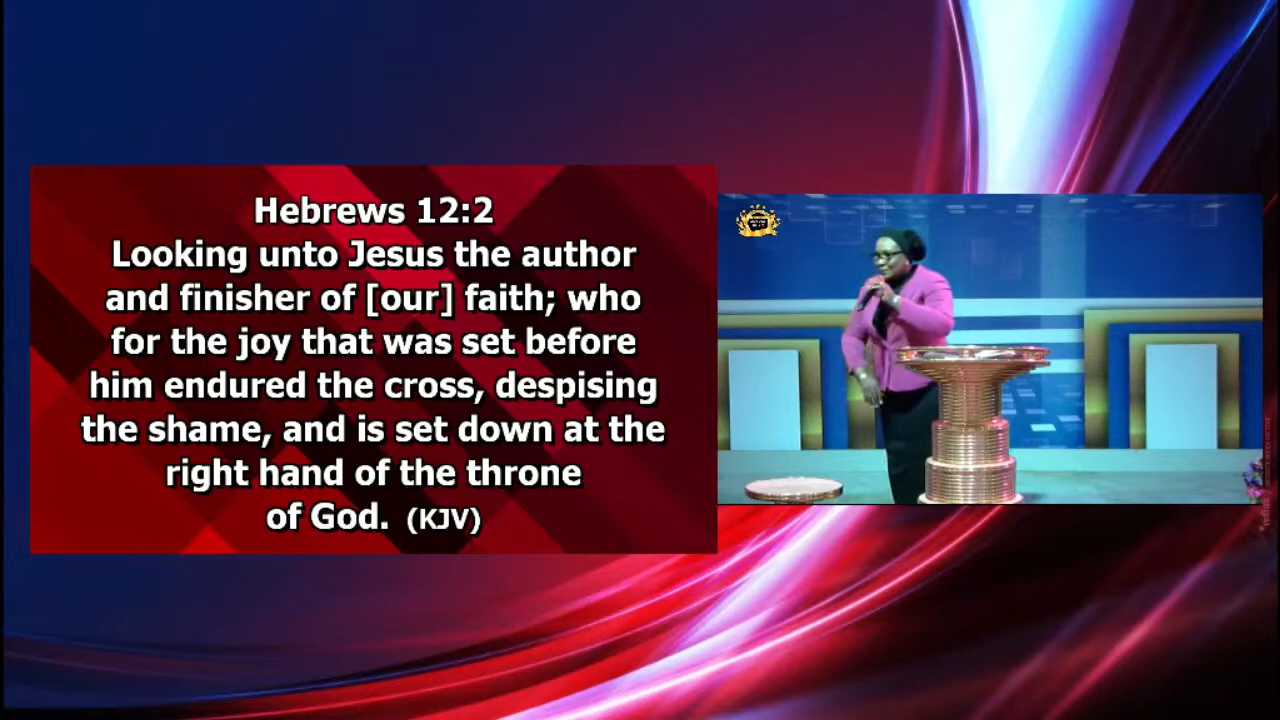 Hebrews 12:2
Looking unto Jesus the author
and finisher of [our] faith; who
for the joy that was set before
him endured the cross, despising
the shame, and is set down at the
right hand of the throne
of God. (KJV)